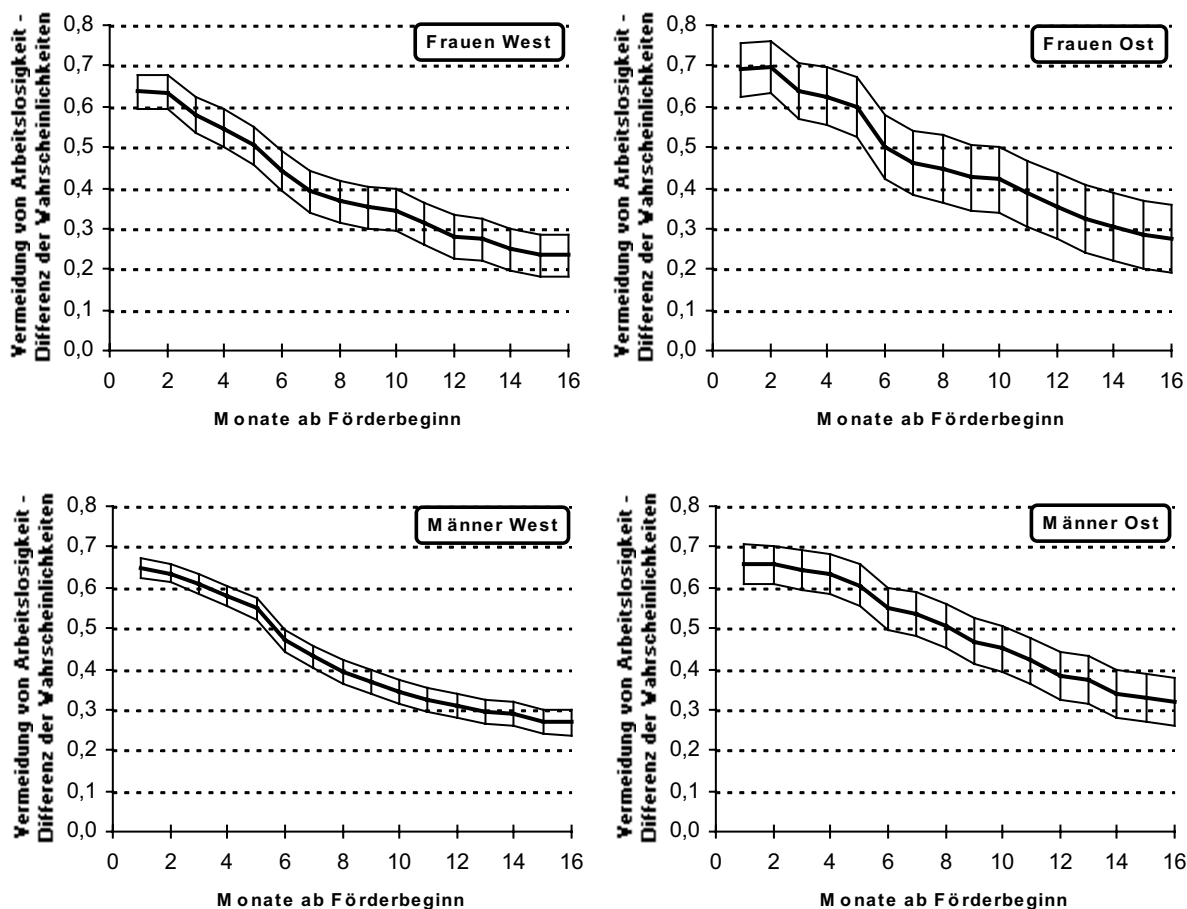 Vermeidung von Arbeitslosigkeit -
Differenz der Wahrscheinlichkeiten
0,8
0,7
0,6
0,5
0,4
0,3
0,2
0,1
0,0
Frauen West
0 2 4 6 8 10 12 14 16
Monate ab Förderbeginn
Vermeidung von Arbeitslosigkeit -
Differenz der Wahrscheinlichkeiten
0,8
0,7
0,6
0,5
0,4
0,3
0,2
0,1
0,0
Frauen Ost
0 2 4 6 8 10 12 14 16
Monate ab Förderbeginn
Vermeidung von Arbeitslosigkeit -
Differenz der Wahrscheinlichkeiten
0,8
0,7
0,6
0,5
0,4
0,3
0,2
0,1
0,0
Männer West
0 2 4 6 8 10 12 14 16
Monate ab Förderbeginn
Vermeidung von Arbeitslosigkeit -
Differenz der Wahrscheinlichkeiten
0,8
0,7
0,6
0,5
0,4
0,3
0,2
0,1
0,0
Männer Ost
0 2 4 6 8 10 12 14 16
Monate ab Förderbeginn